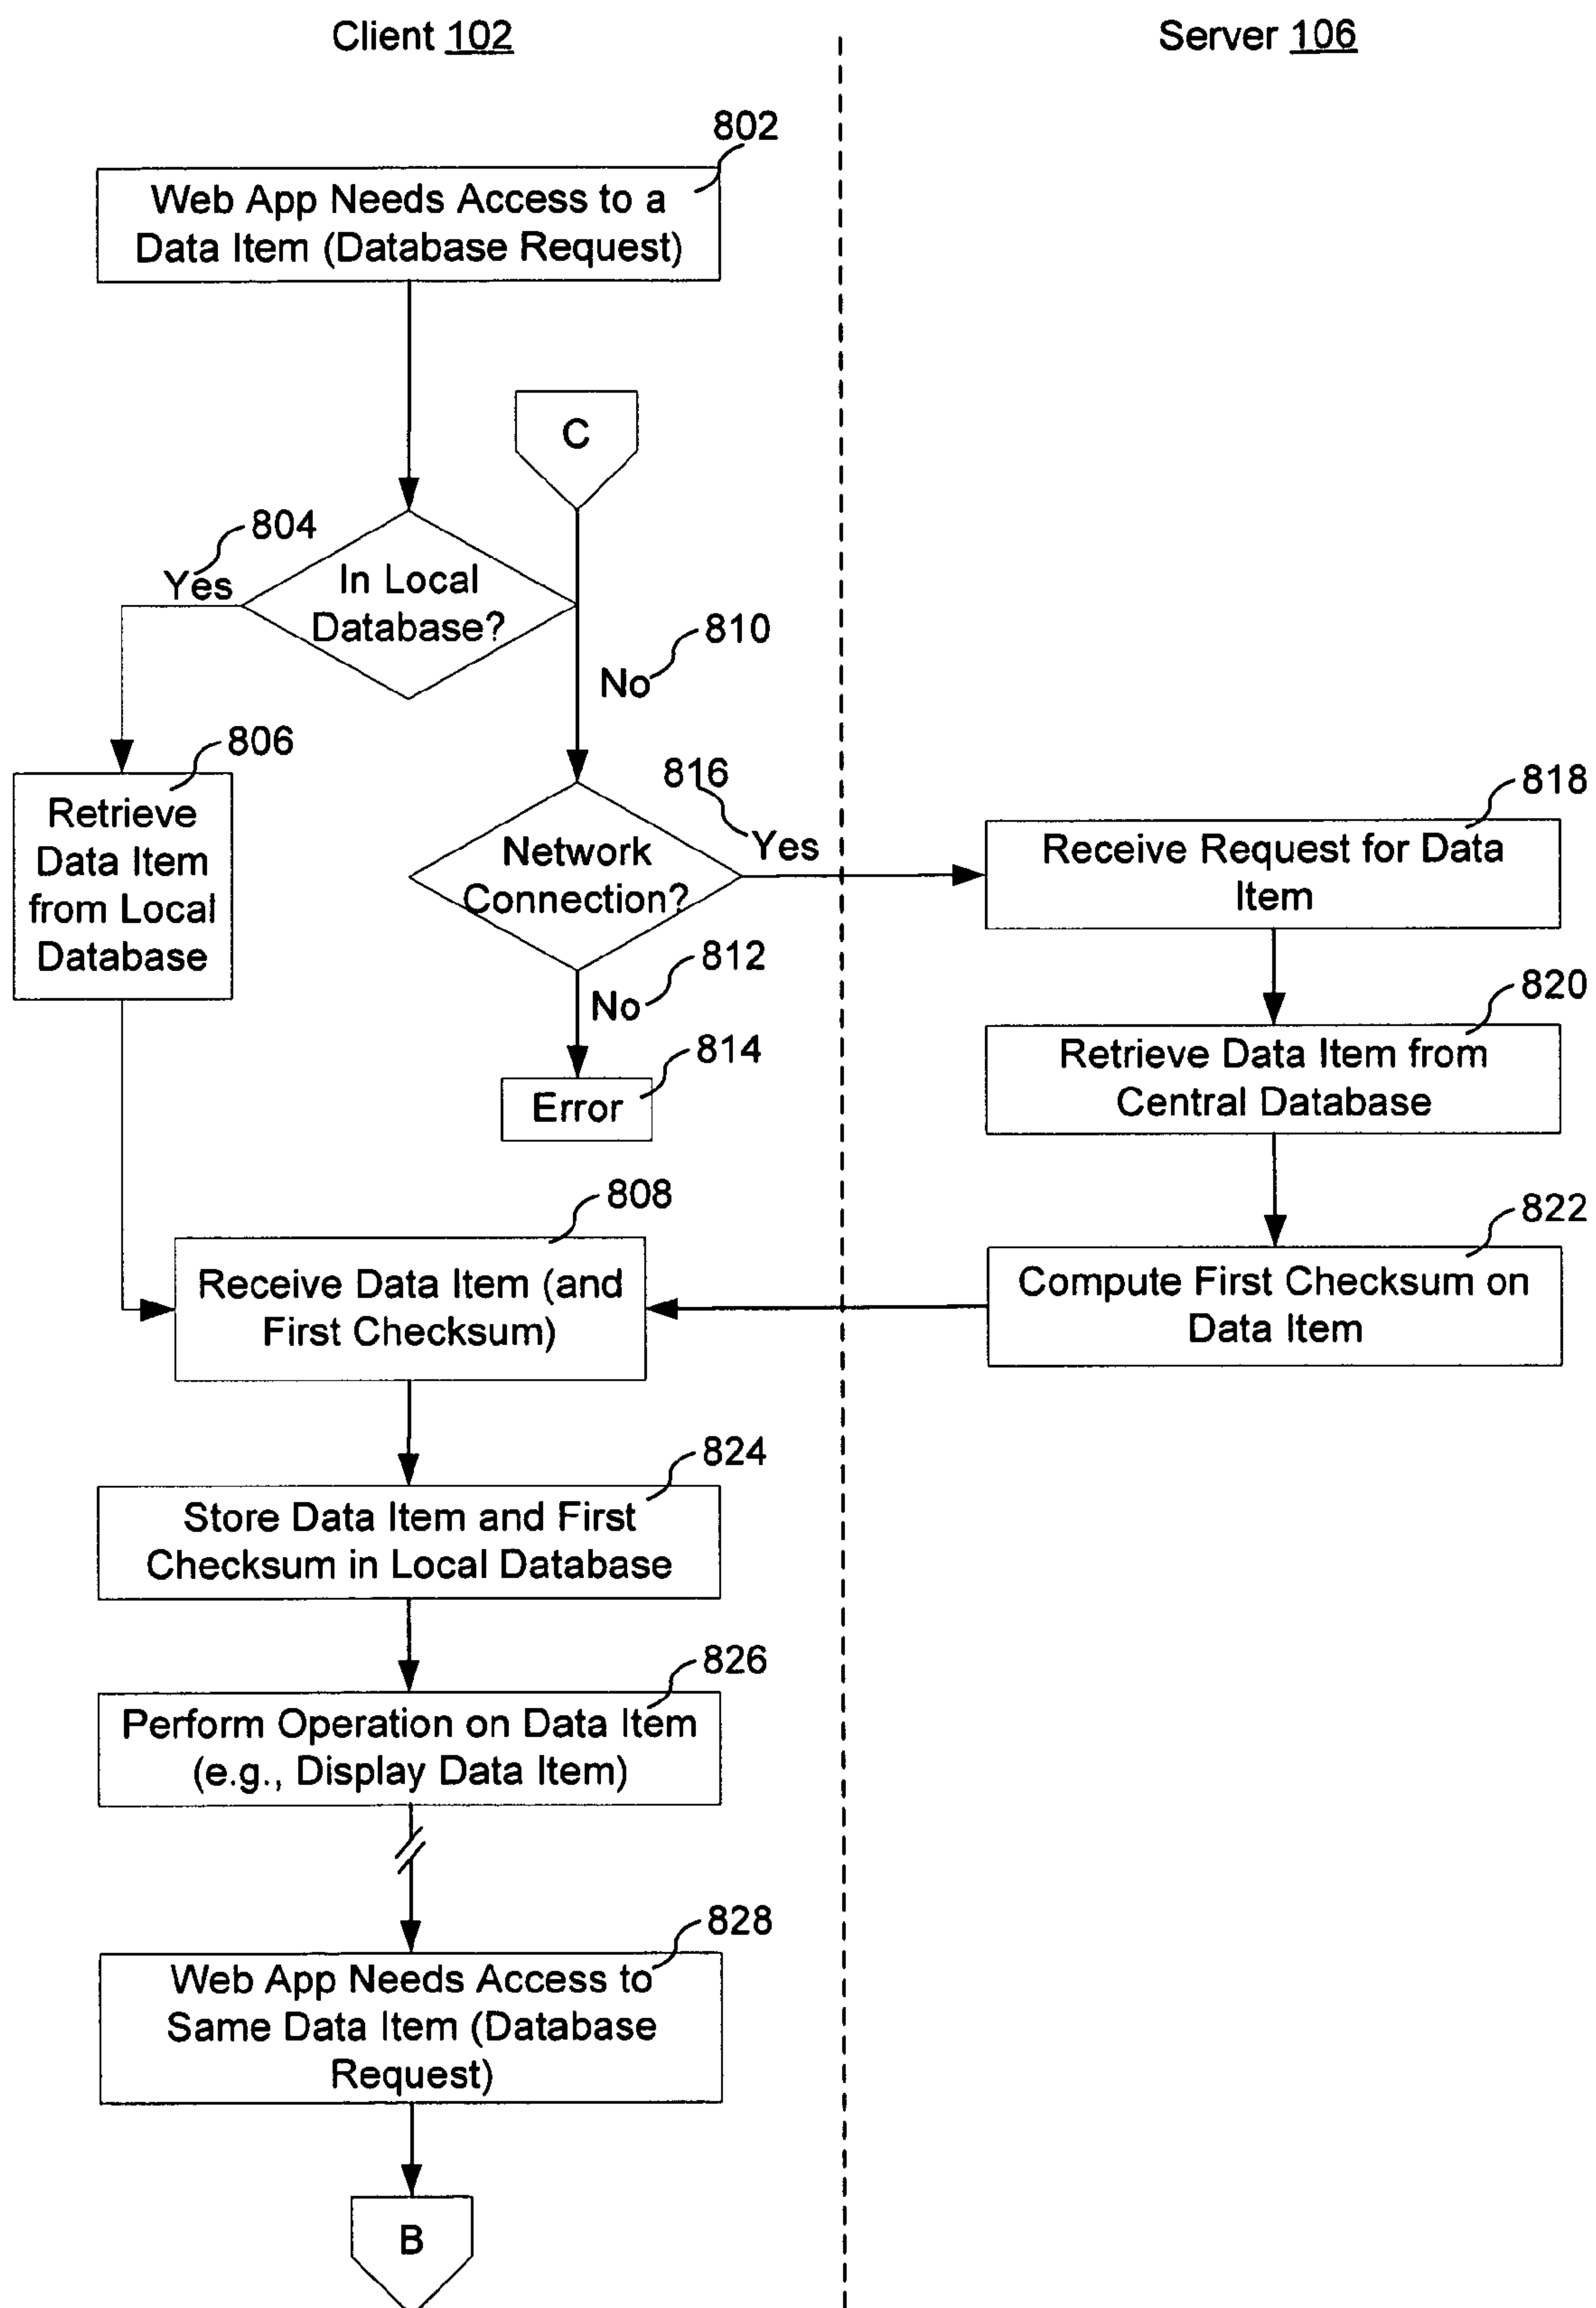 Client 102
Server 106
802
Web App Needs Access to a
Data Item (Database Request)
C
804
Yes
In Local
Database?
810
No
806
Retrieve
Data Item
from Local
Database
816
Yes
Network
Connection?
812
No
814
Error
818
Receive Request for Data
Item
820
Retrieve Data Item from
Central Database
822
Compute First Checksum on
Data Item
808
Receive Data Item (and
First Checksum)
824
Store Data Item and First
Checksum in Local Database
826
Perform Operation on Data Item
(e.g., Display Data Item)
828
Web App Needs Access to
Same Data Item (Database
Request)
B